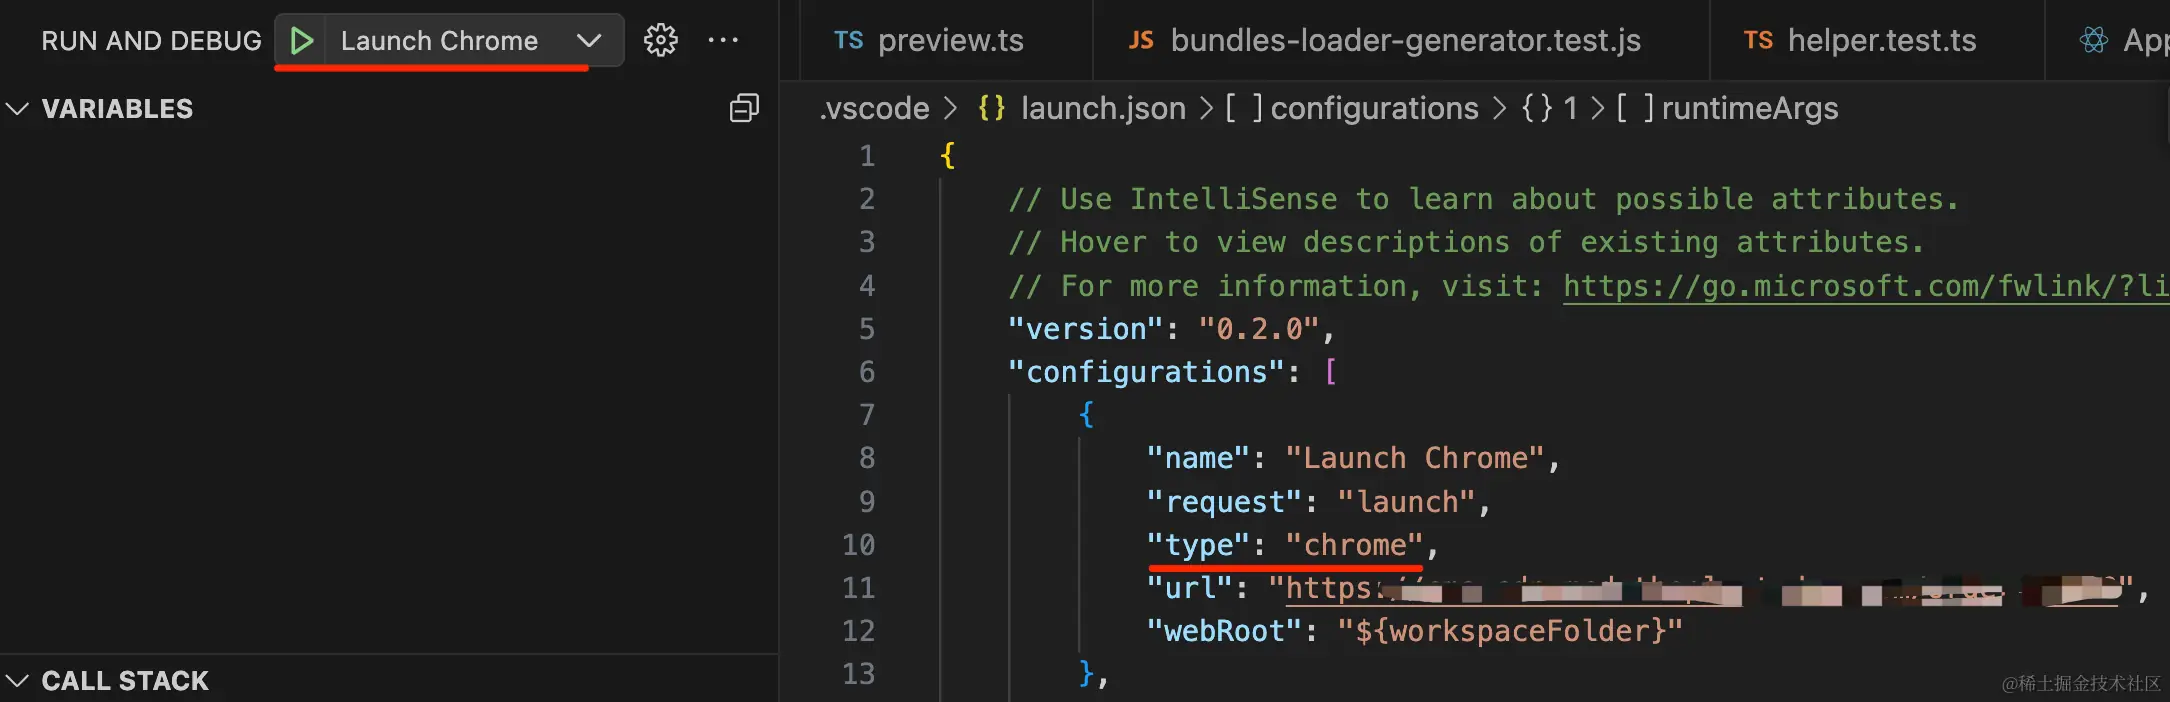 RUN AND DEBUG Launch Chrome
VARIABLES
CALL STACK
TS preview.ts JS bundles-loader-generator.test.js TS helper.test.ts App
.vscode > {} launch.json > [ ] configurations > {} 1 > [ ] runtimeArgs
1 {
2 // Use IntelliSense to learn about possible attributes.
3 // Hover to view descriptions of existing attributes.
4 // For more information, visit: https://go.microsoft.com/fwlink/?li
5 "version": "0.2.0",
6 "configurations": [
7 {
8 "name": "Launch Chrome",
9 "request": "launch",
10 "type": "chrome",
11 "url": "https://
12 "webRoot": "${workspaceFolder}"
13 },
@稀土掘金技术社区